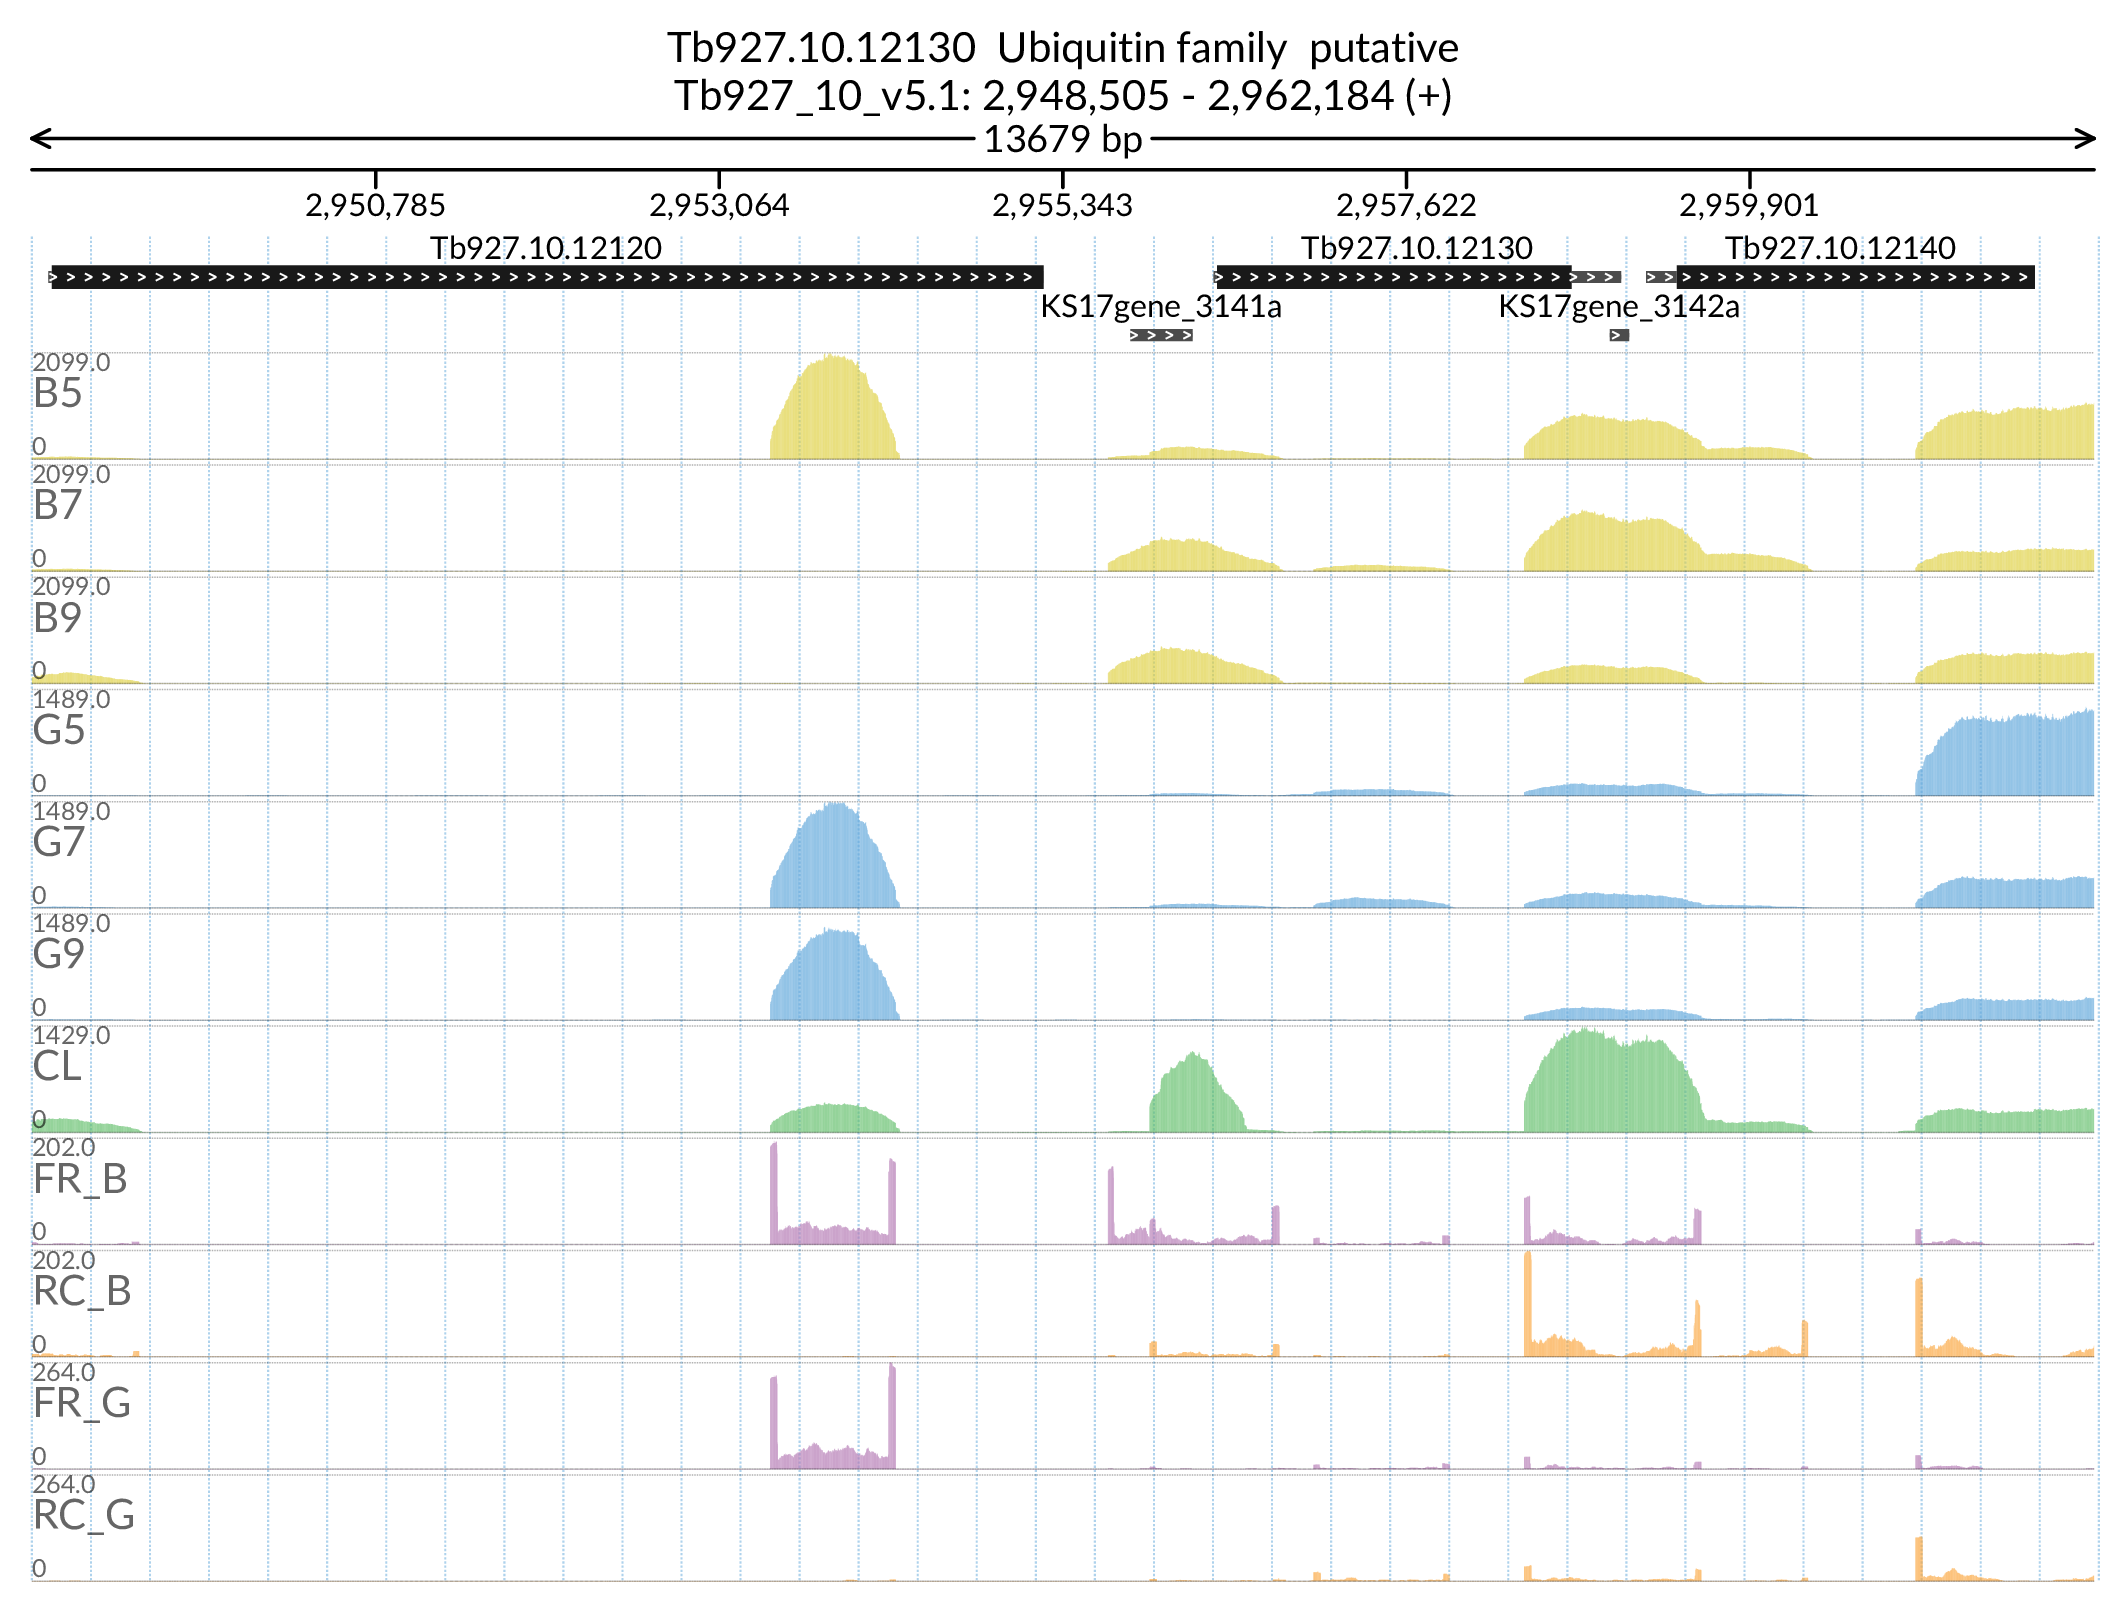 Tb927.10.12130  Ubiquitin family  putative
Tb927_10_v5.1: 2,948,505 - 2,962,184 (+)
13679 bp
2,950,785 2,953,064 2,955,343 2,957,622 2,959,901
Tb927.10.12120 Tb927.10.12130 Tb927.10.12140
KS17gene_3141a KS17gene_3142a
2099.0
B5
0
2099.0
B7
0
2099.0
B9
0
1489.0
G5
0
1489.0
G7
0
1489.0
G9
0
1429.0
CL
0
202.0
FR_B
0
202.0
RC_B
0
264.0
FR_G
0
264.0
RC_G
0